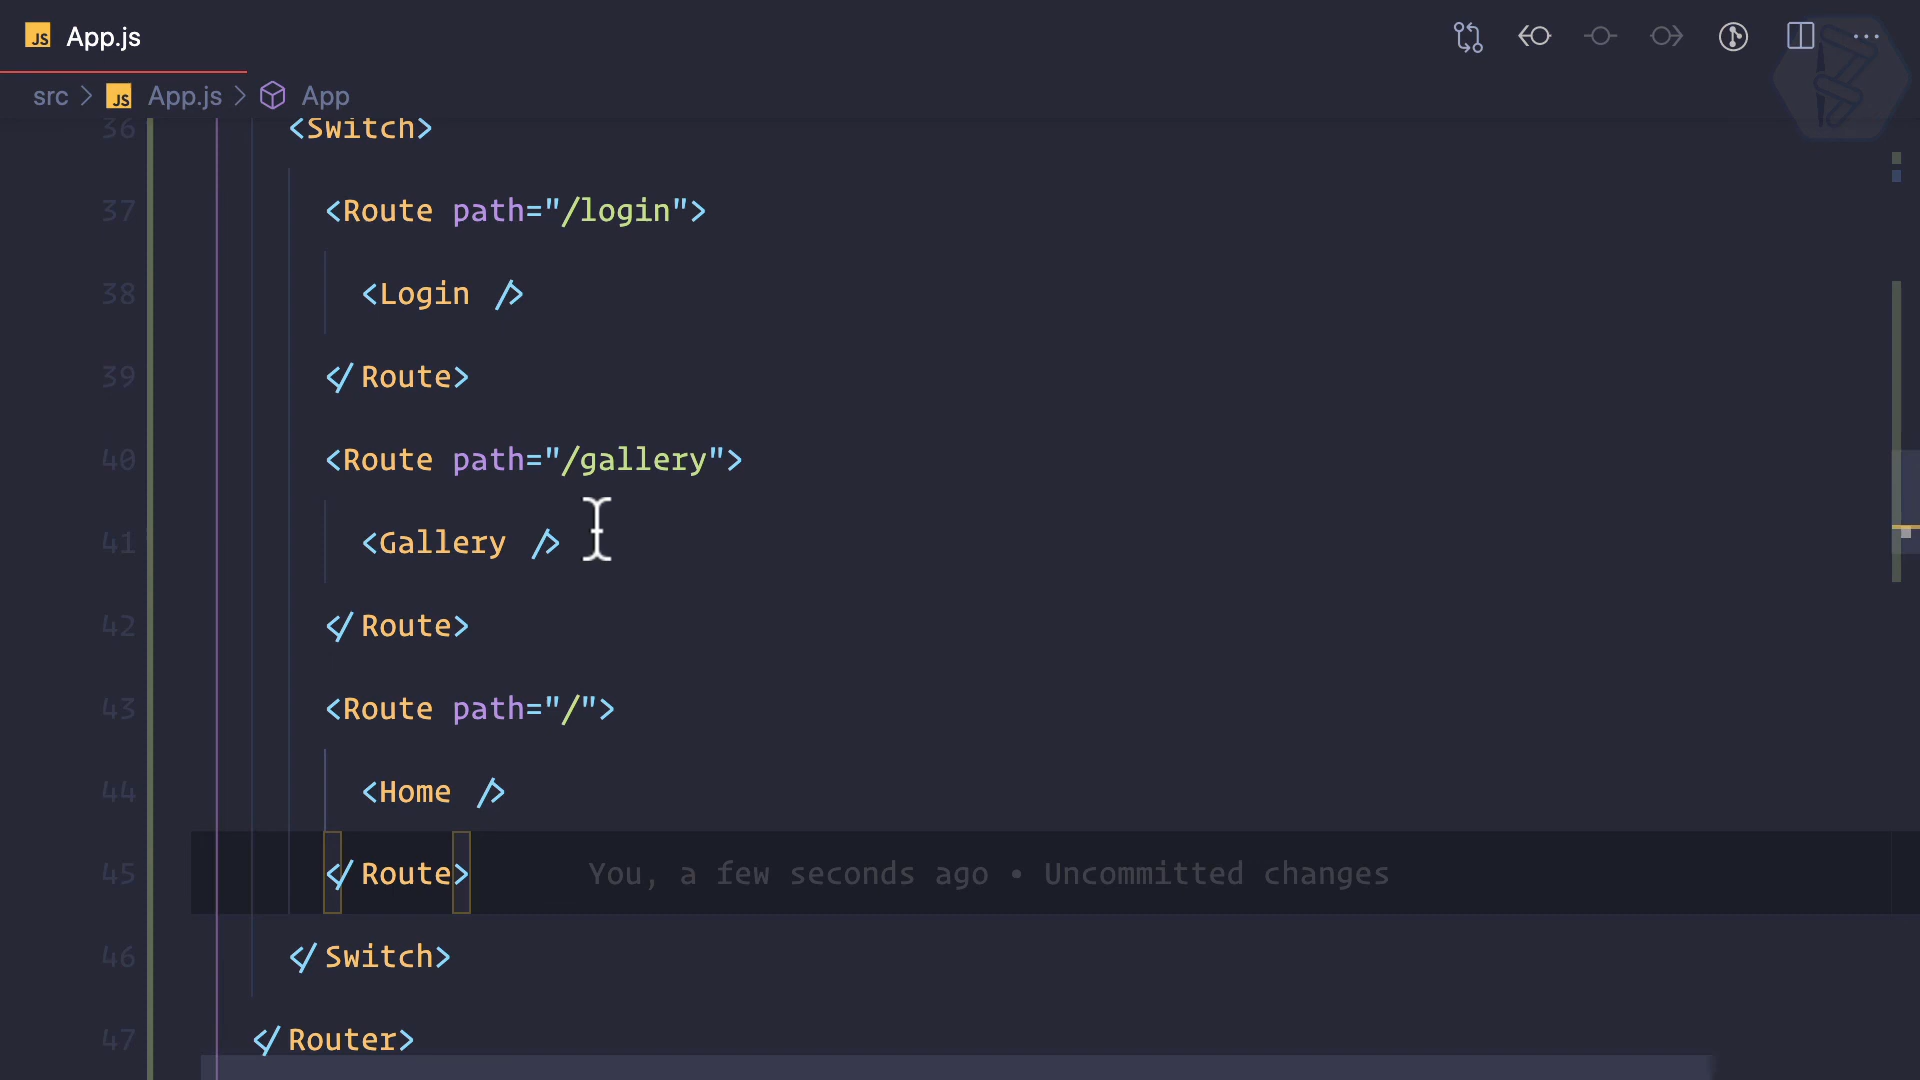 JS App.js
src > JS App.js > App
36 <Switch>
37 <Route path="/login">
38 <Login />
39 </Route>
40 <Route path="/gallery">
41 <Gallery />
42 </Route>
43 <Route path="/">
44 <Home />
45 </Route> You, a few seconds ago • Uncommitted changes
46 </Switch>
47 </Router>